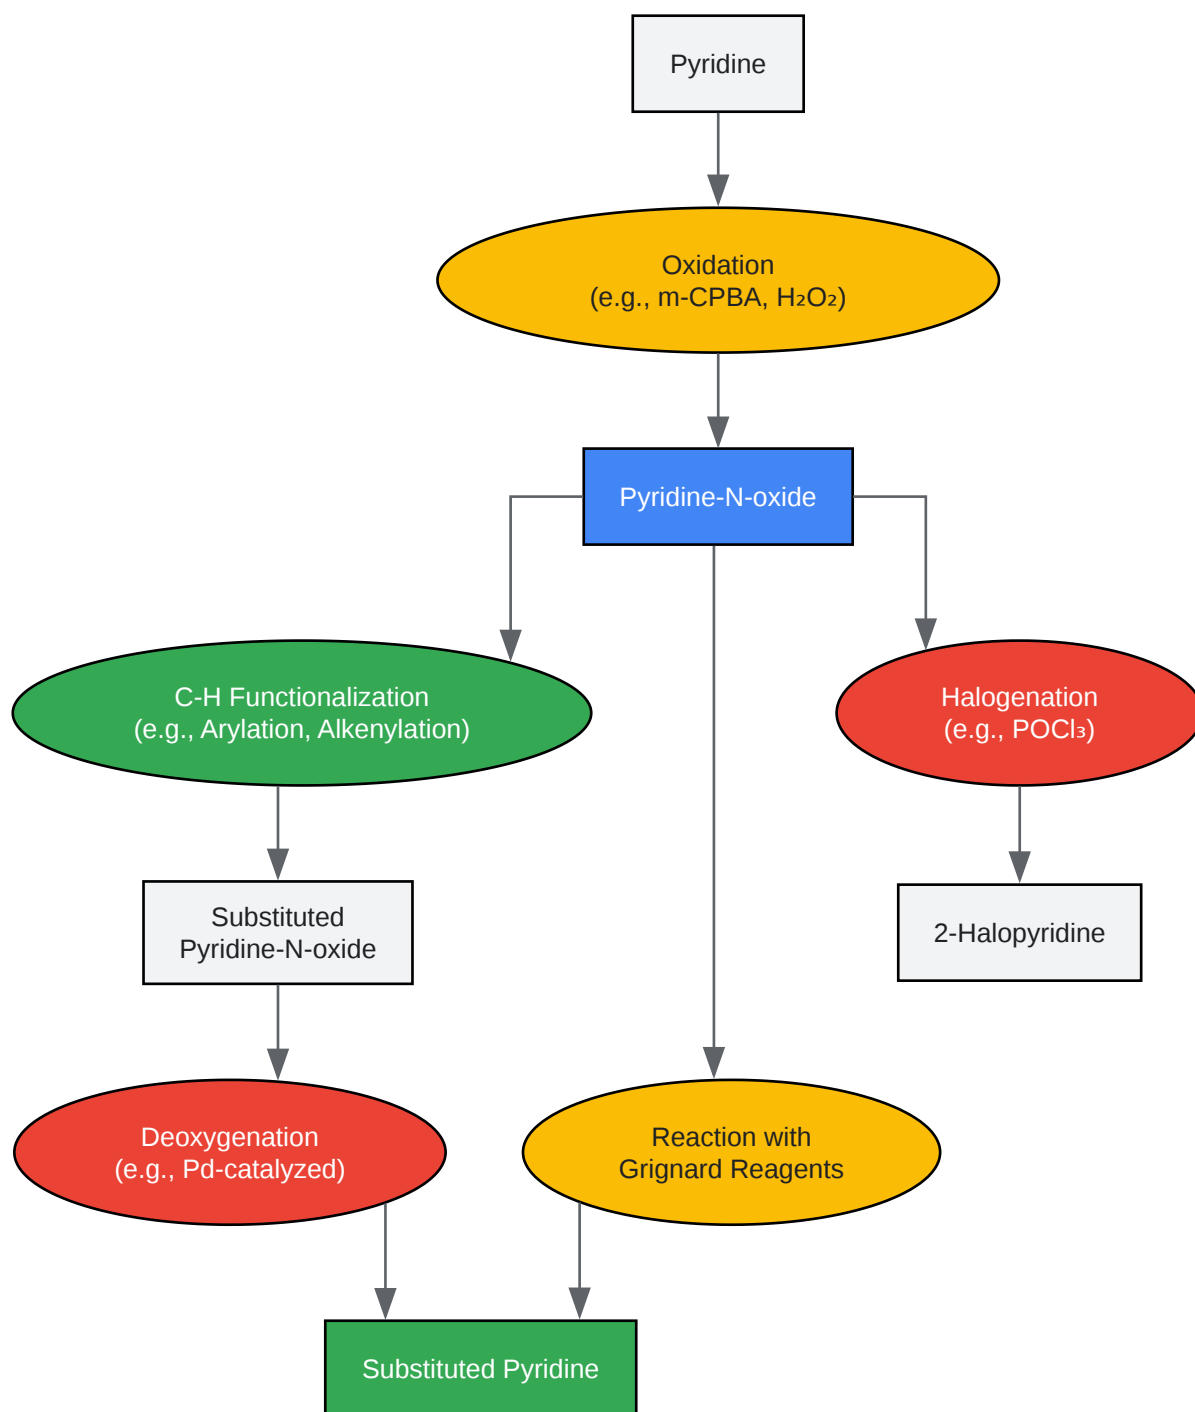 Pyridine
Oxidation
(e.g., m-CPBA, H₂O₂)
Pyridine-N-oxide
C-H Functionalization
(e.g., Arylation, Alkenylation)
Halogenation
(e.g., POCl₃)
Substituted
Pyridine-N-oxide
2-Halopyridine
Deoxygenation
(e.g., Pd-catalyzed)
Reaction with
Grignard Reagents
Substituted Pyridine